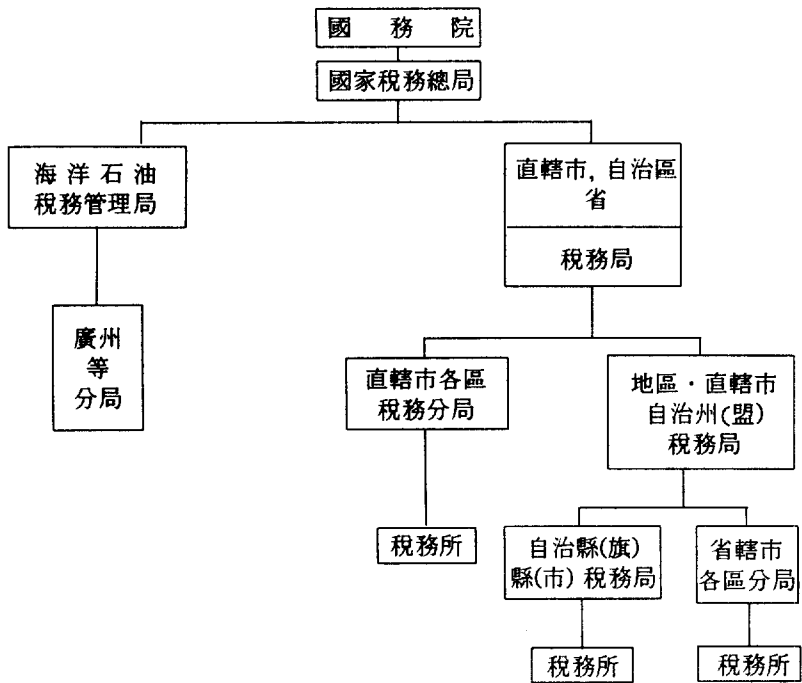 國 務 院
國家稅務總局
海 洋 石 油
稅務管理局
直轄市, 自治區
省
稅務局
廣州
等
分局
直轄市各區
稅務分局
地區・直轄市
自治州(盟)
稅務局
稅務所
自治縣(旗)
縣(市) 稅務局
省轄市
各區分局
稅務所
稅務所